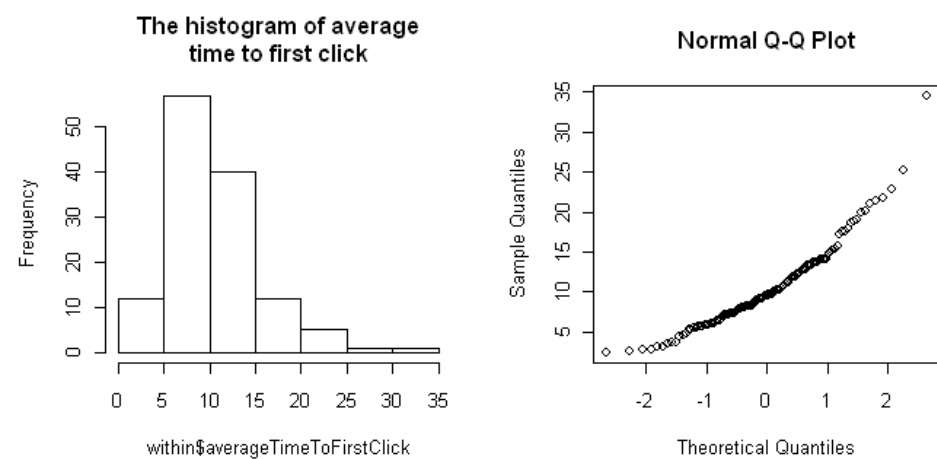 The histogram of average
time to first click
Frequency
50
40
30
20
10
0
0 5 10 15 20 25 30 35
within$averageTimeToFirstClick
Normal Q-Q Plot
Sample Quantiles
35
30
25
20
15
10
5
-2 -1 0 1 2
Theoretical Quantiles